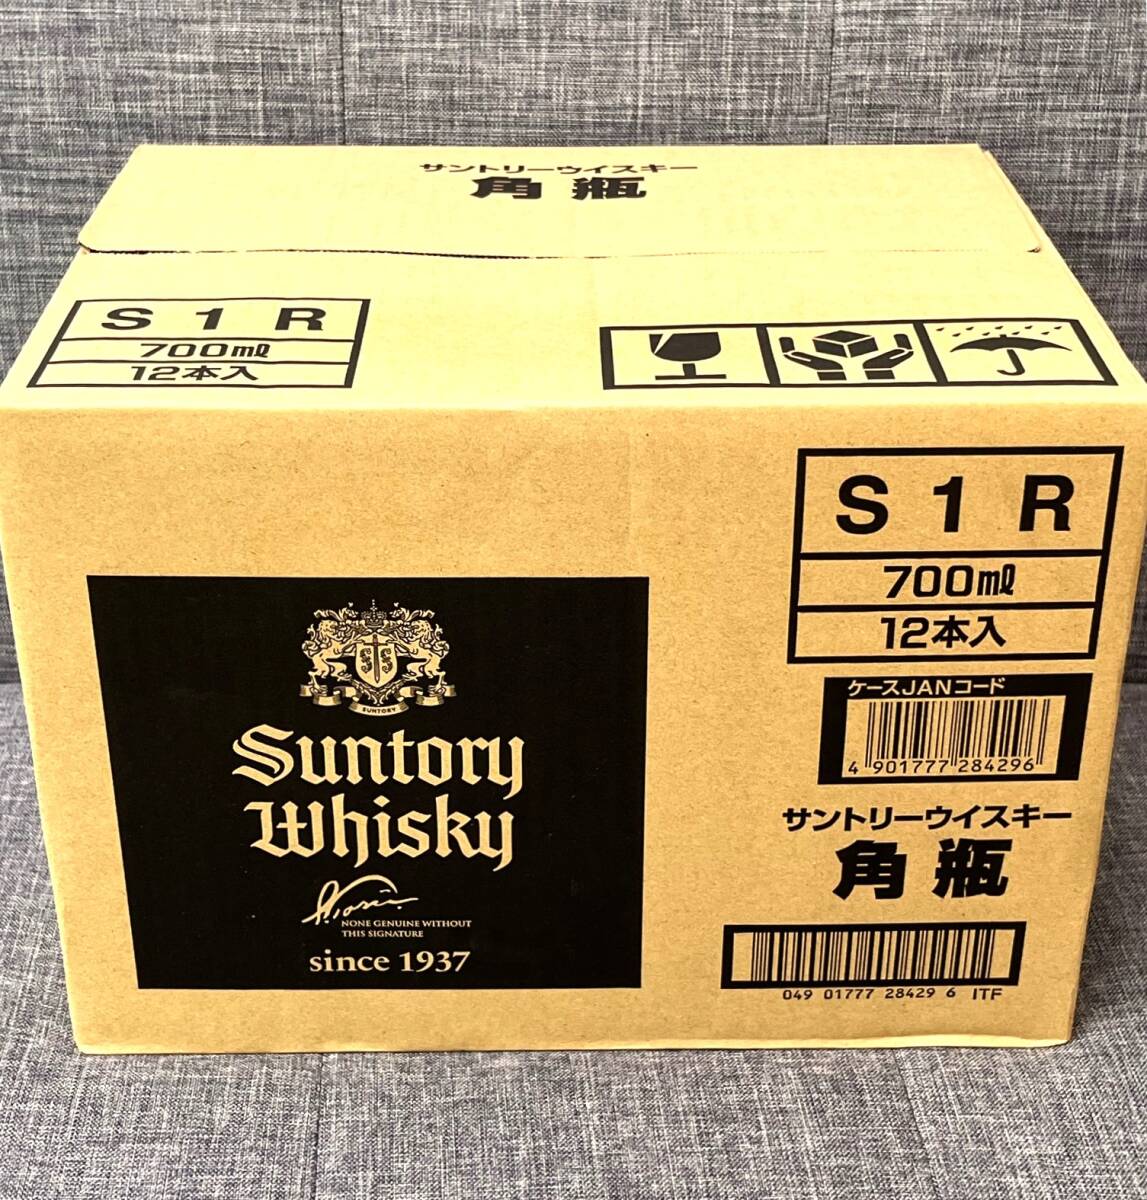 サントリーウイスキー
角瓶
S 1 R
700ml
12本入
S 1 R
700ml
12本入
SUNTORY
Suntory
Whisky
NONE GENUINE WITHOUT
THIS SIGNATURE
since 1937
ケースJANコード
4 901777 284296
サントリーウイスキー
角瓶
049 01777 28429 6 ITF